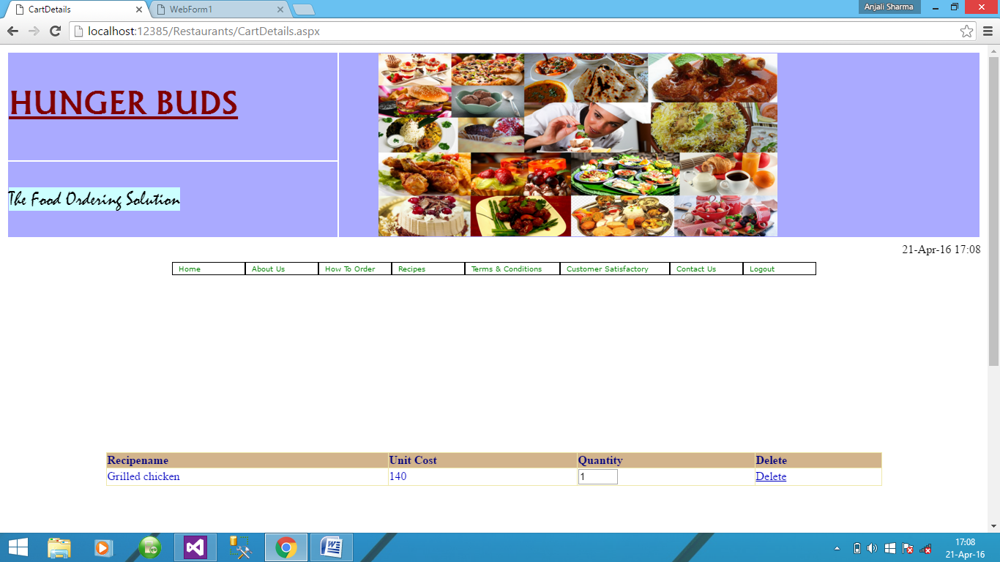 CartDetails
WebForm1
Anjali Sharma
localhost:12385/Restaurants/CartDetails.aspx
HUNGER BUDS
The Food Ordering Solution
21-Apr-16 17:08
Home About Us How To Order Recipes Terms & Conditions Customer Satisfactory Contact Us Logout
Recipename Unit Cost Quantity Delete
Grilled chicken 140 1 Delete
17:08
21-Apr-16